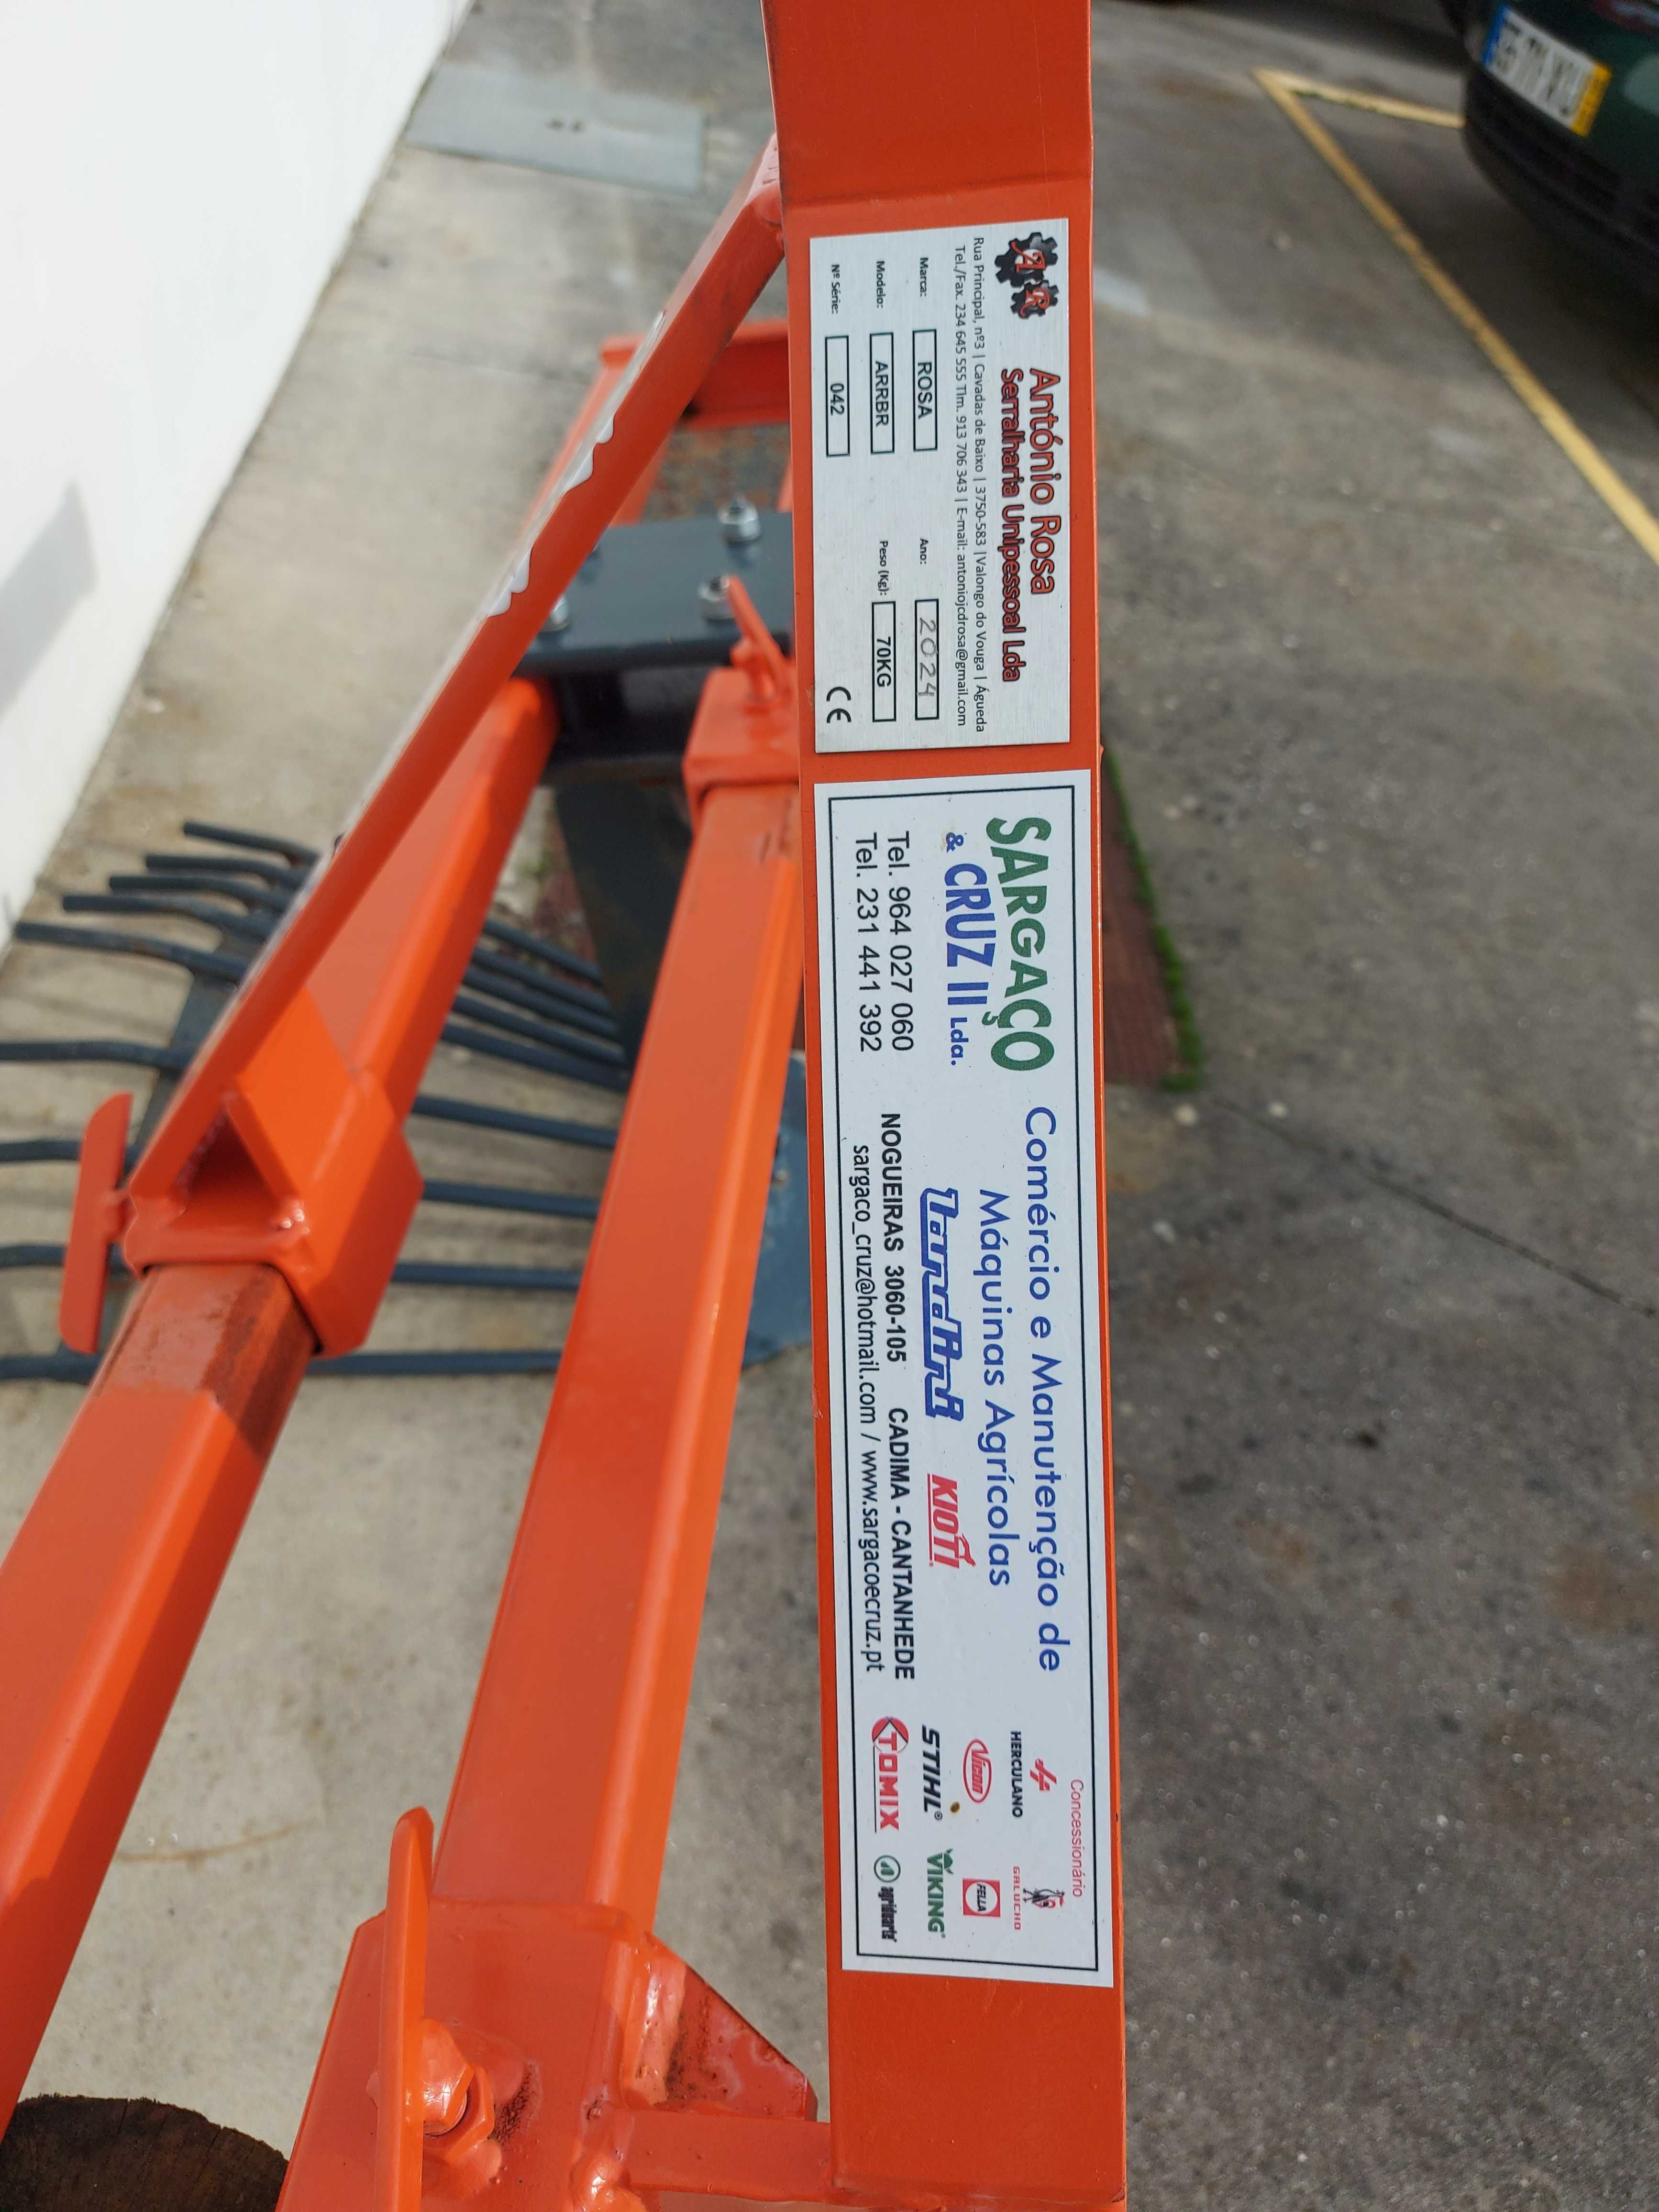 António Rosa
Serralharia Unipessoal Lda
Rua Principal, nº3 | Cavadas de Baixo | 3750-583 |Valongo do Vouga | Águeda
Tel./Fax. 234 645 555 Tlm. 913 706 343 | E-mail: antoniojcdrosa@gmail.com
Marca: ROSA Ano: 2024
Modelo: ARRBR Peso (Kg): 70KG
Nº Série: 042 CE
SARGAÇO
& CRUZ II Lda.
Tel. 964 027 060
Tel. 231 441 392
Comércio e Manutenção de
Máquinas Agrícolas
KIOTI
NOGUEIRAS 3060-105 CADIMA - CANTANHEDE
sargaco_cruz@hotmail.com / www.sargacoecruz.pt
Concessionário
HERCULANO GALUCHO
Vicon FELLA
STIHL® VIKING®
TOMIX agriduarte